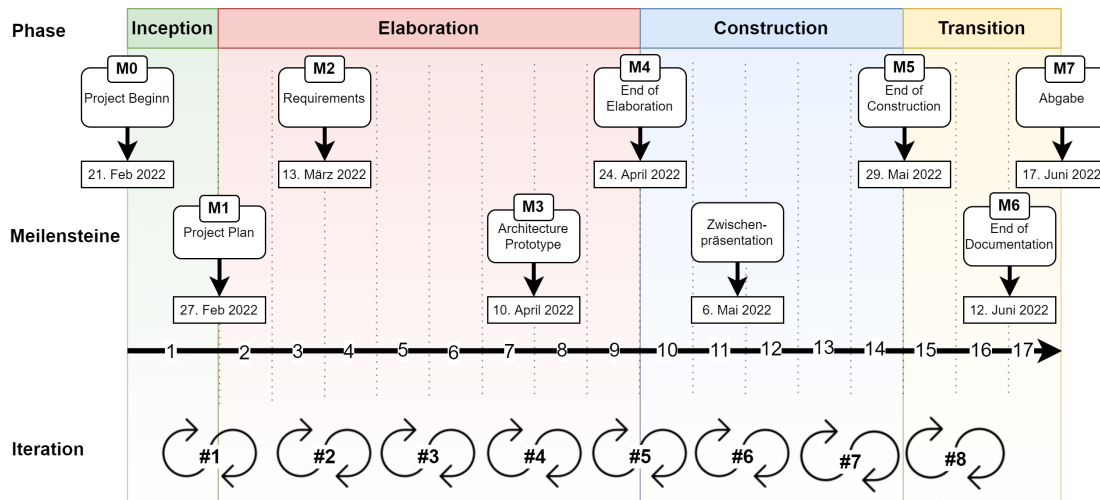 Phase
Inception
Elaboration
Construction
Transition
M0
Project Beginn
21. Feb 2022
M2
Requirements
13. März 2022
M4
End of
Elaboration
24. April 2022
M5
End of
Construction
29. Mai 2022
M7
Abgabe
17. Juni 2022
Meilensteine
M1
Project Plan
27. Feb 2022
M3
Architecture
Prototype
10. April 2022
Zwischen-
präsentation
6. Mai 2022
M6
End of
Documentation
12. Juni 2022
1 2 3 4 5 6 7 8 9 10 11 12 13 14 15 16 17
Iteration
#1 #2 #3 #4 #5 #6 #7 #8